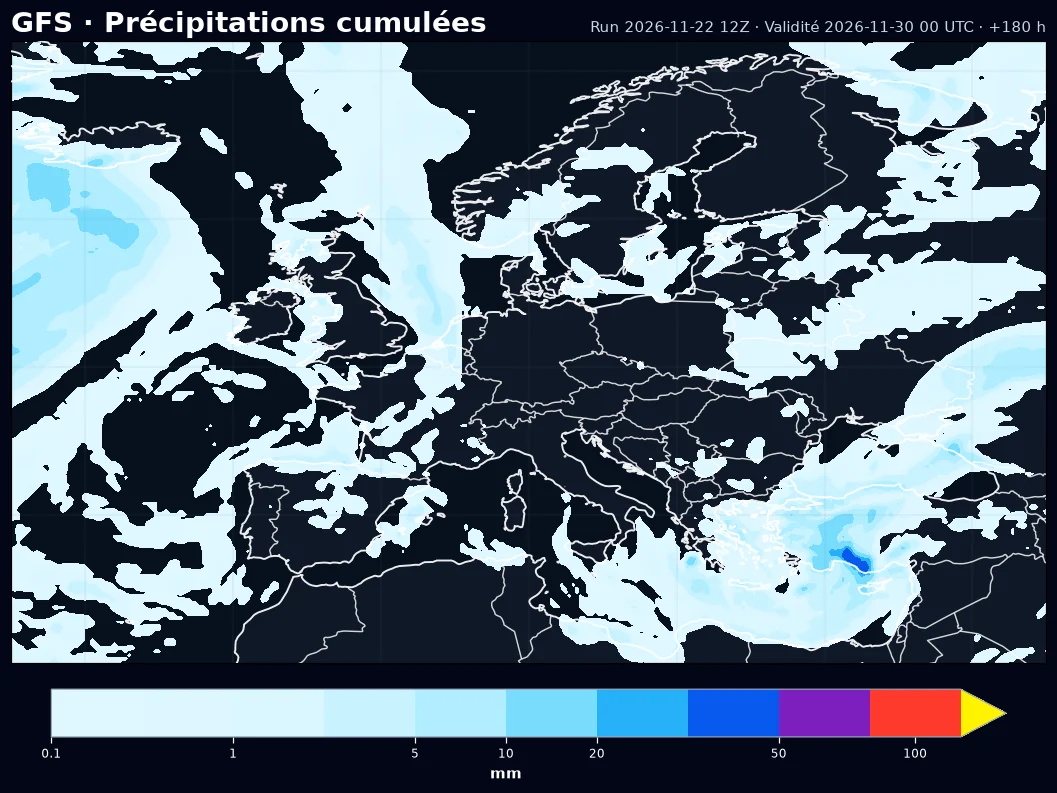 GFS · Précipitations cumulées
Run 2026-11-22 12Z · Validité 2026-11-30 00 UTC · +180 h
0.1 1 5 10 20 50 100
mm